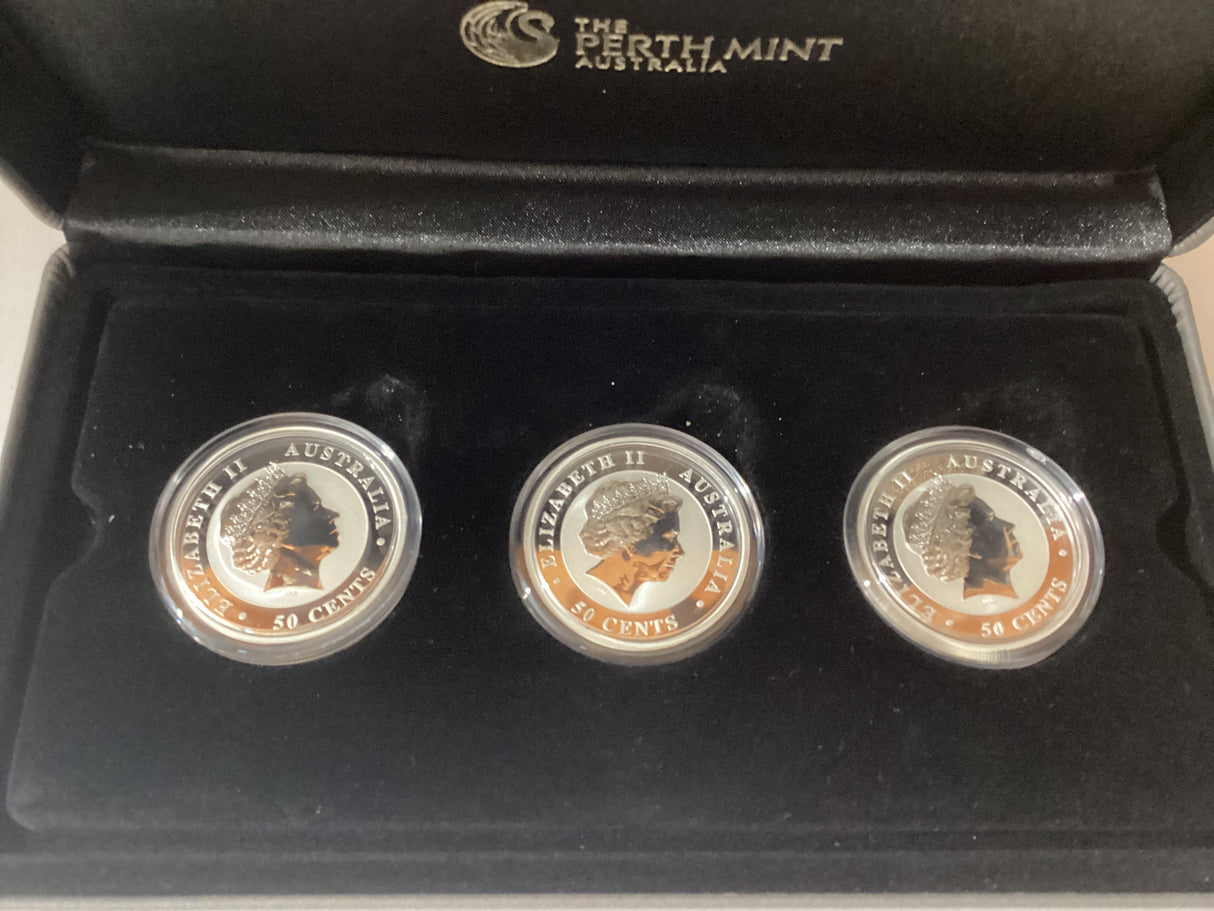 THE
PERTH MINT
AUSTRALIA
• ELIZABETH II AUSTRALIA •
50 CENTS
• ELIZABETH II AUSTRALIA •
50 CENTS
• ELIZABETH II AUSTRALIA •
50 CENTS